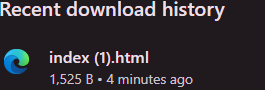 Recent download history
index (1).html
1,525 B • 4 minutes ago